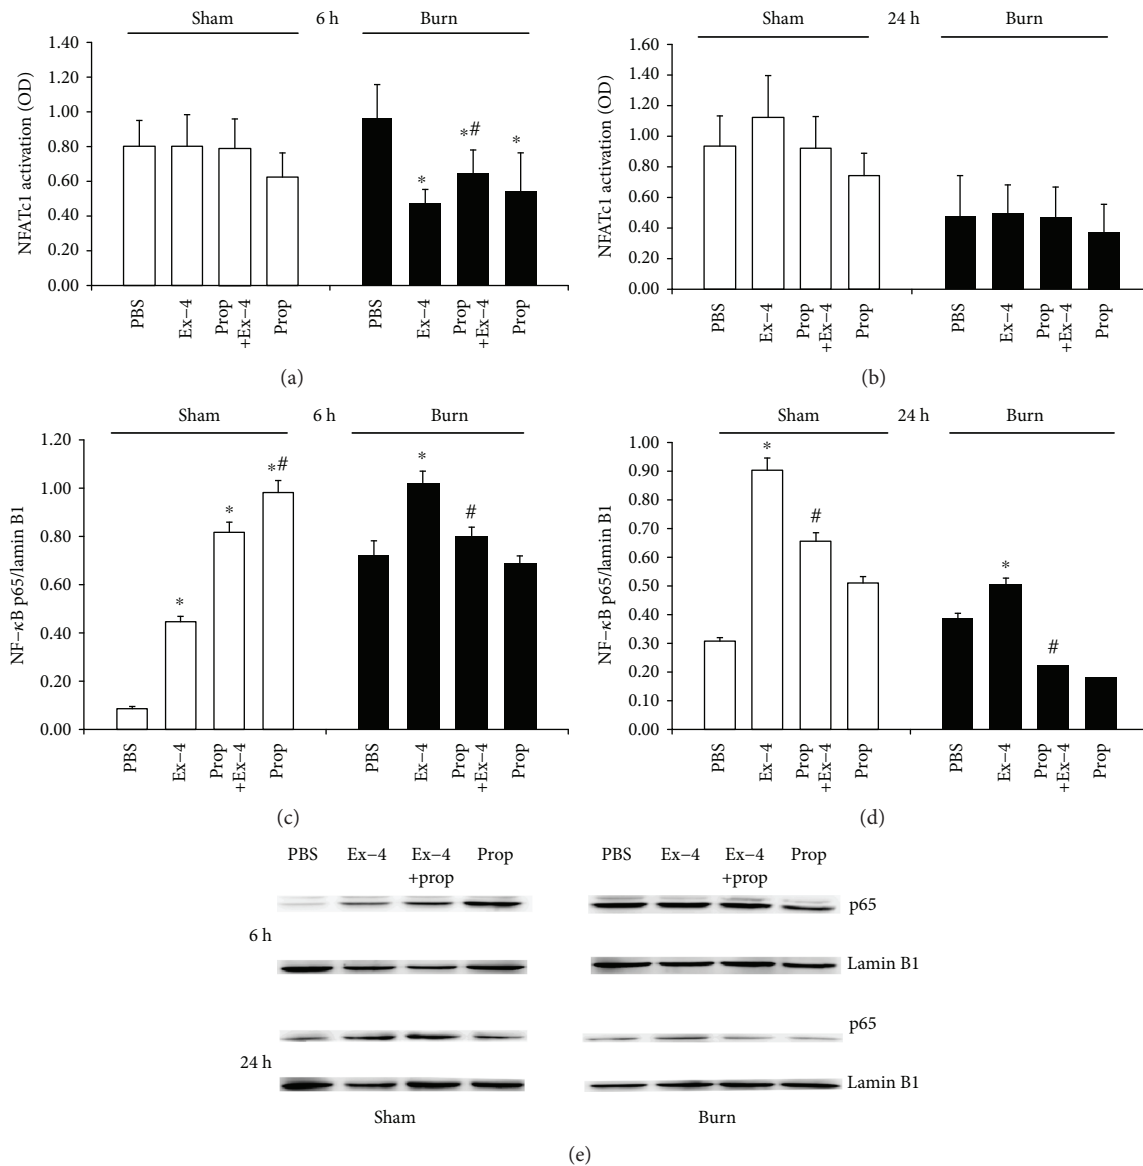 Sham 6 h Burn
NFATc1 activation (OD)
1.40
1.20
1.00
0.80
0.60
0.40
0.20
0.00
* *# *
PBS Ex−4 Prop +Ex−4 Prop PBS Ex−4 Prop +Ex−4 Prop
(a)
Sham 24 h Burn
NFATc1 activation (OD)
1.60
1.40
1.20
1.00
0.80
0.60
0.40
0.20
0.00
PBS Ex−4 Prop +Ex−4 Prop PBS Ex−4 Prop +Ex−4 Prop
(b)
Sham 6 h Burn
NF−κB p65/lamin B1
1.20
1.00
0.80
0.60
0.40
0.20
0.00
* * *# * #
PBS Ex−4 Prop +Ex−4 Prop PBS Ex−4 Prop +Ex−4 Prop
(c)
Sham 24 h Burn
NF−κB p65/lamin B1
1.00
0.90
0.80
0.70
0.60
0.50
0.40
0.30
0.20
0.10
0.00
* # * #
PBS Ex−4 Prop +Ex−4 Prop PBS Ex−4 Prop +Ex−4 Prop
(d)
PBS Ex−4 Ex−4 Prop PBS Ex−4 Ex−4 Prop
+prop +prop
p65
6 h
Lamin B1
p65
24 h
Lamin B1
Sham Burn
(e)